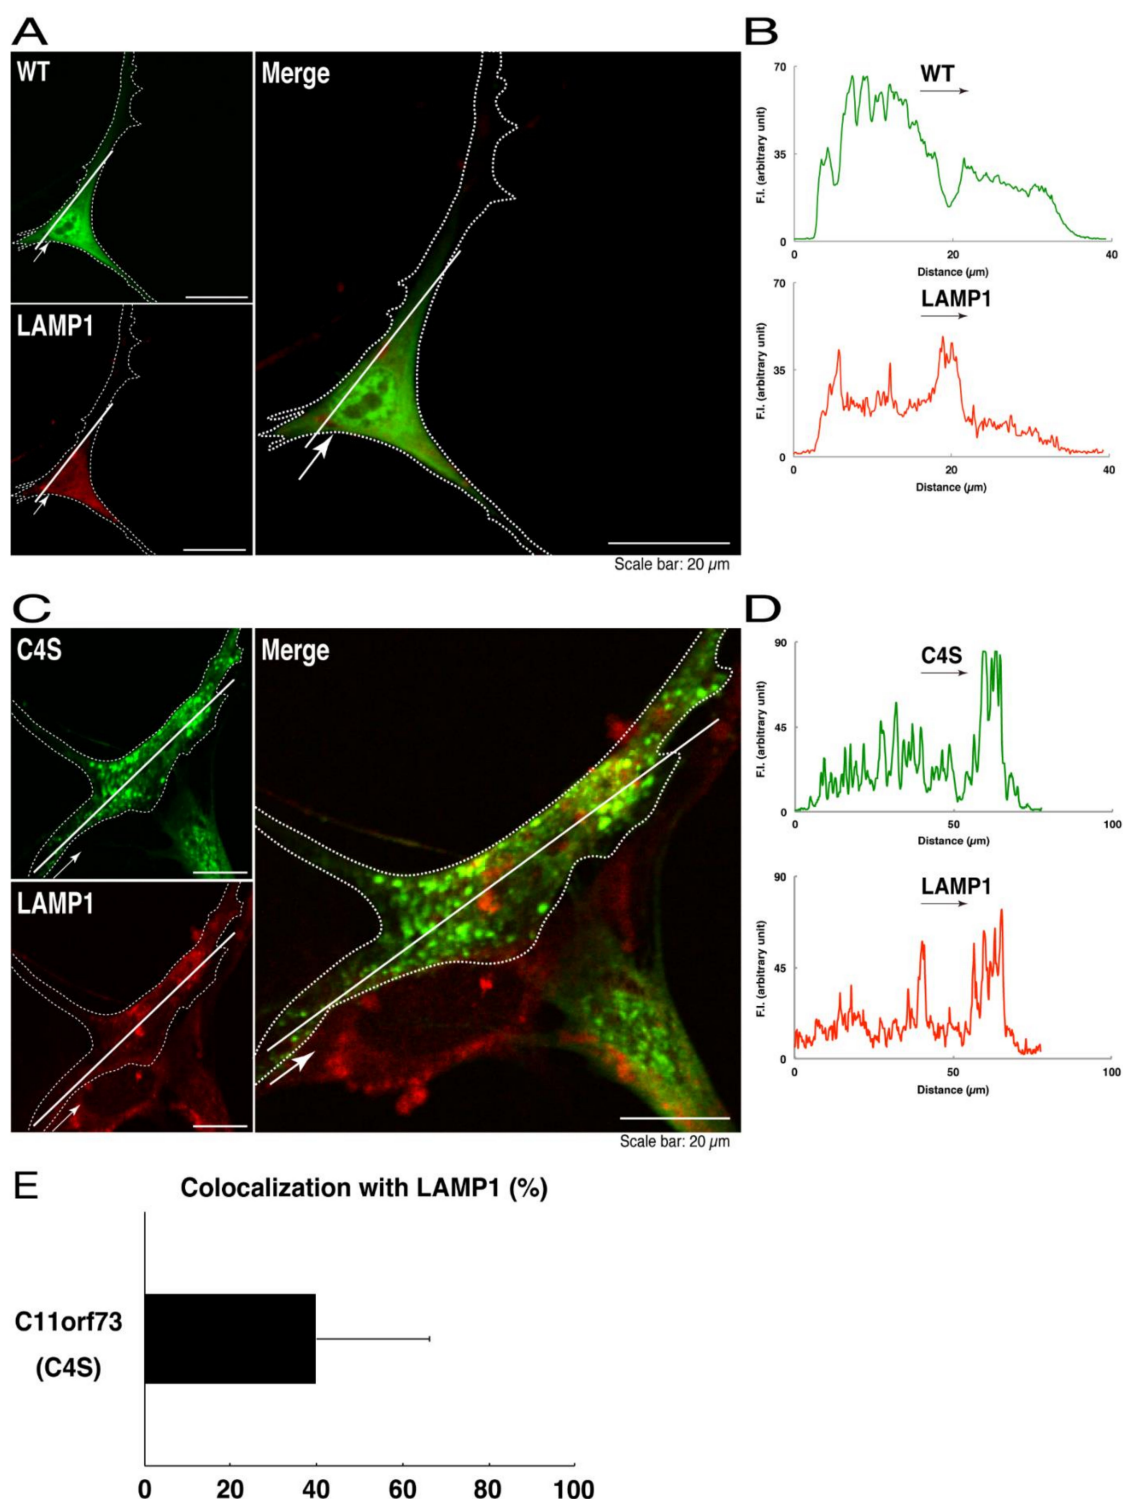 A
WT
Merge
LAMP1
Scale bar: 20 µm
B
70
WT
35
F.I. (arbitrary unit)
0
0
20
40
Distance (µm)
70
LAMP1
35
F.I. (arbitrary unit)
0
0
20
40
Distance (µm)
C
C4S
Merge
LAMP1
Scale bar: 20 µm
D
90
C4S
45
F.I. (arbitrary unit)
0
0
50
100
Distance (µm)
90
LAMP1
45
F.I. (arbitrary unit)
0
0
50
100
Distance (µm)
E
Colocalization with LAMP1 (%)
C11orf73
(C4S)
0 20 40 60 80 100